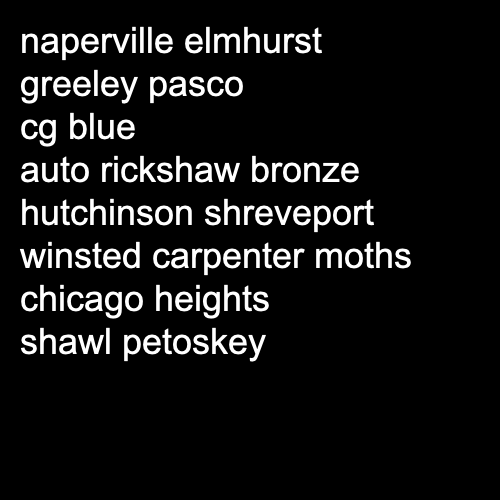 naperville elmhurst
greeley pasco
cg blue
auto rickshaw bronze
hutchinson shreveport
winsted carpenter moths
chicago heights
shawl petoskey